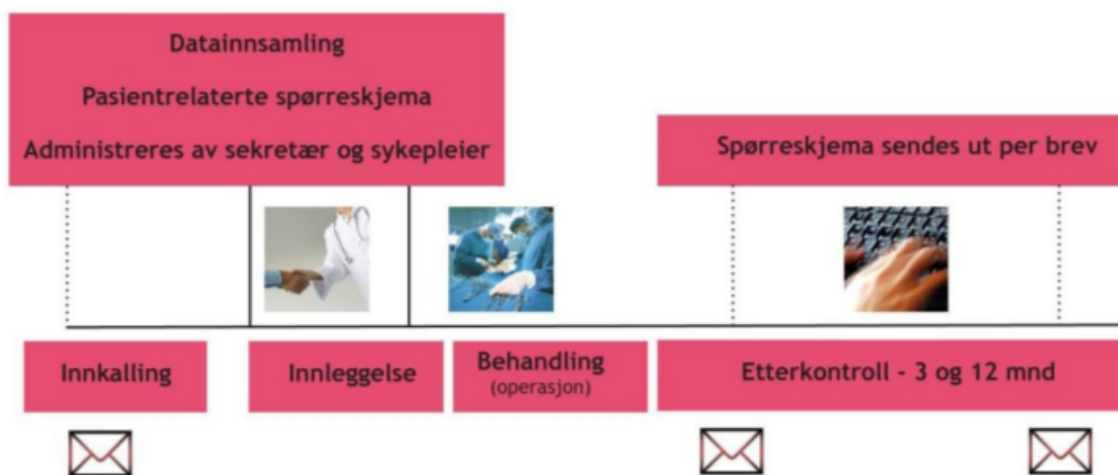 Datainnsamling
Pasientrelaterte spørreskjema
Administreres av sekretær og sykepleier
Spørreskjema sendes ut per brev
Innkalling
Innleggelse
Behandling
(operasjon)
Etterkontroll - 3 og 12 mnd